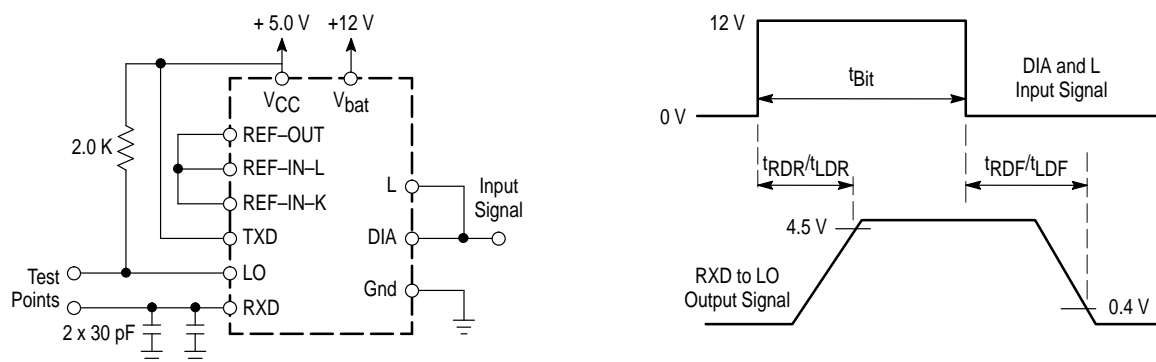 + 5.0 V
+12 V
VCC
Vbat
2.0 K
REF–OUT
REF–IN–L
REF–IN–K
TXD
LO
RXD
L
DIA
Gnd
Input
Signal
Test
Points
2 x 30 pF
12 V
0 V
tBit
DIA and L
Input Signal
tRDR/tLDR
tRDF/tLDF
4.5 V
RXD to LO
Output Signal
0.4 V